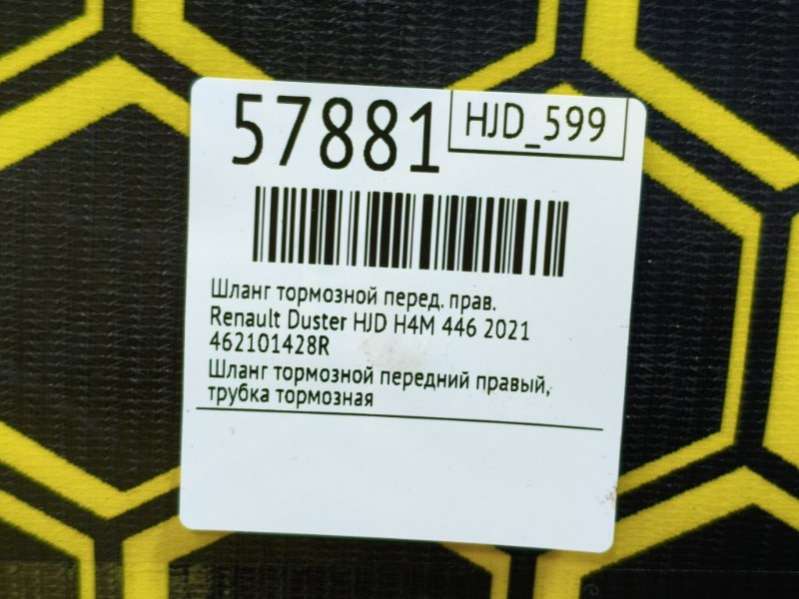 57881
HJD_599
Шланг тормозной перед. прав.
Renault Duster HJD H4M 446 2021
462101428R
Шланг тормозной передний правый,
трубка тормозная